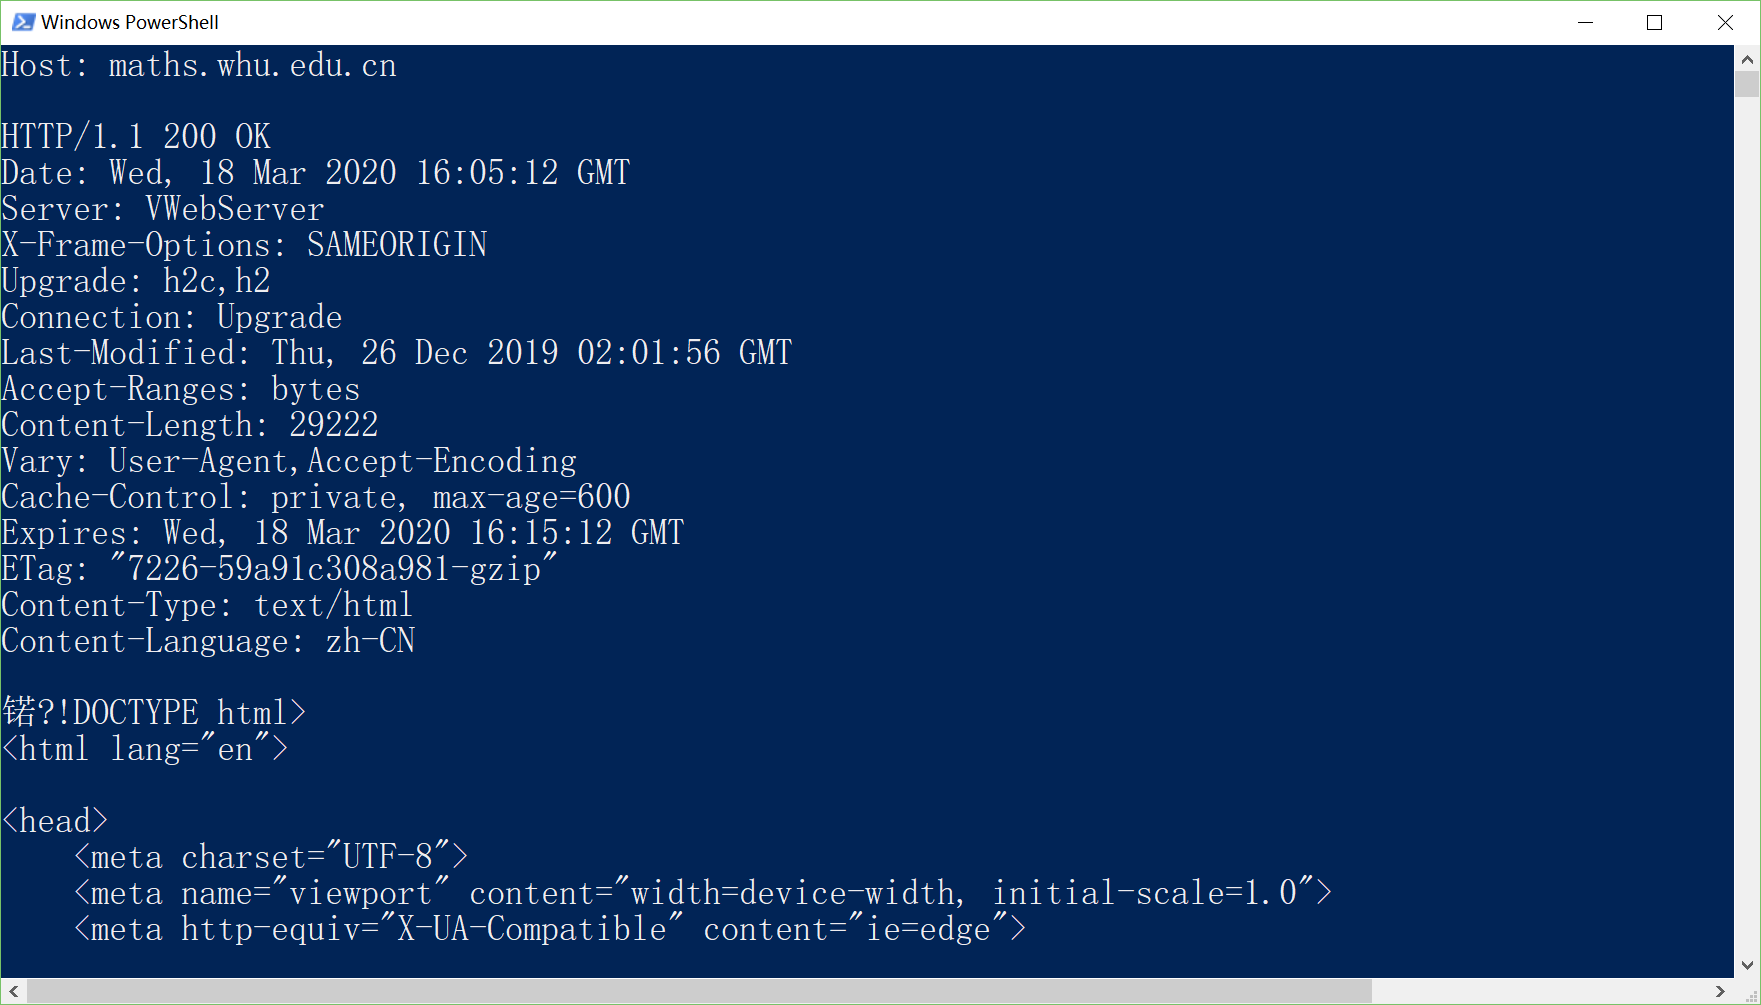 Windows PowerShell
Host: maths.whu.edu.cn
HTTP/1.1 200 OK
Date: Wed, 18 Mar 2020 16:05:12 GMT
Server: VWebServer
X-Frame-Options: SAMEORIGIN
Upgrade: h2c,h2
Connection: Upgrade
Last-Modified: Thu, 26 Dec 2019 02:01:56 GMT
Accept-Ranges: bytes
Content-Length: 29222
Vary: User-Agent,Accept-Encoding
Cache-Control: private, max-age=600
Expires: Wed, 18 Mar 2020 16:15:12 GMT
ETag: "7226-59a91c308a981-gzip"
Content-Type: text/html
Content-Language: zh-CN
锘?!DOCTYPE html>
<html lang="en">
<head>
    <meta charset="UTF-8">
    <meta name="viewport" content="width=device-width, initial-scale=1.0">
    <meta http-equiv="X-UA-Compatible" content="ie=edge">